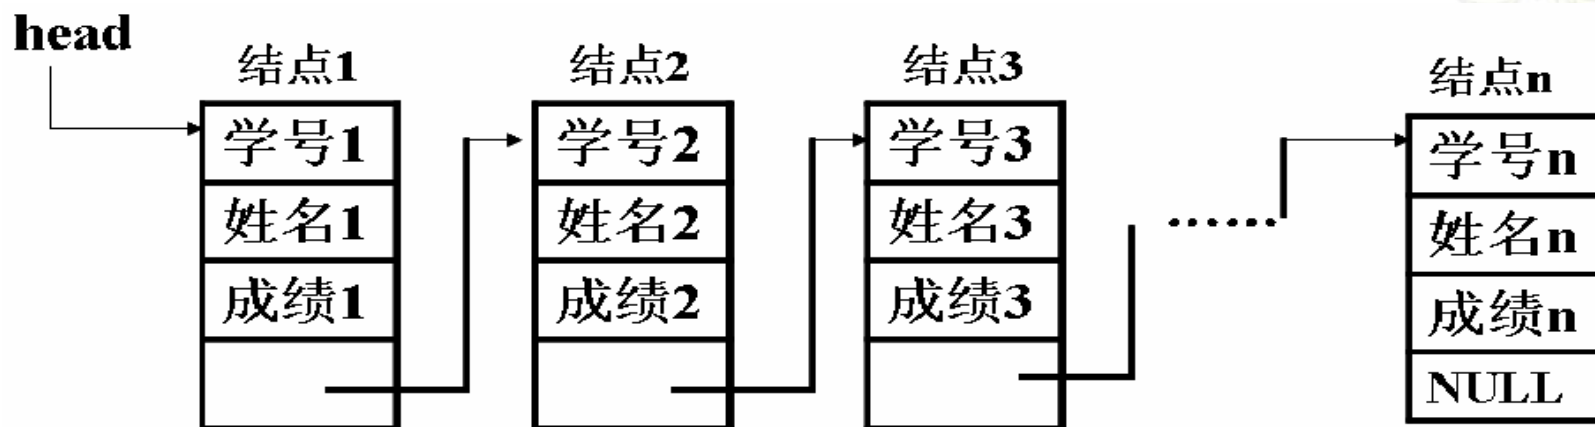 head
结点1
学号1
姓名1
成绩1
结点2
学号2
姓名2
成绩2
结点3
学号3
姓名3
成绩3
……
结点n
学号n
姓名n
成绩n
NULL